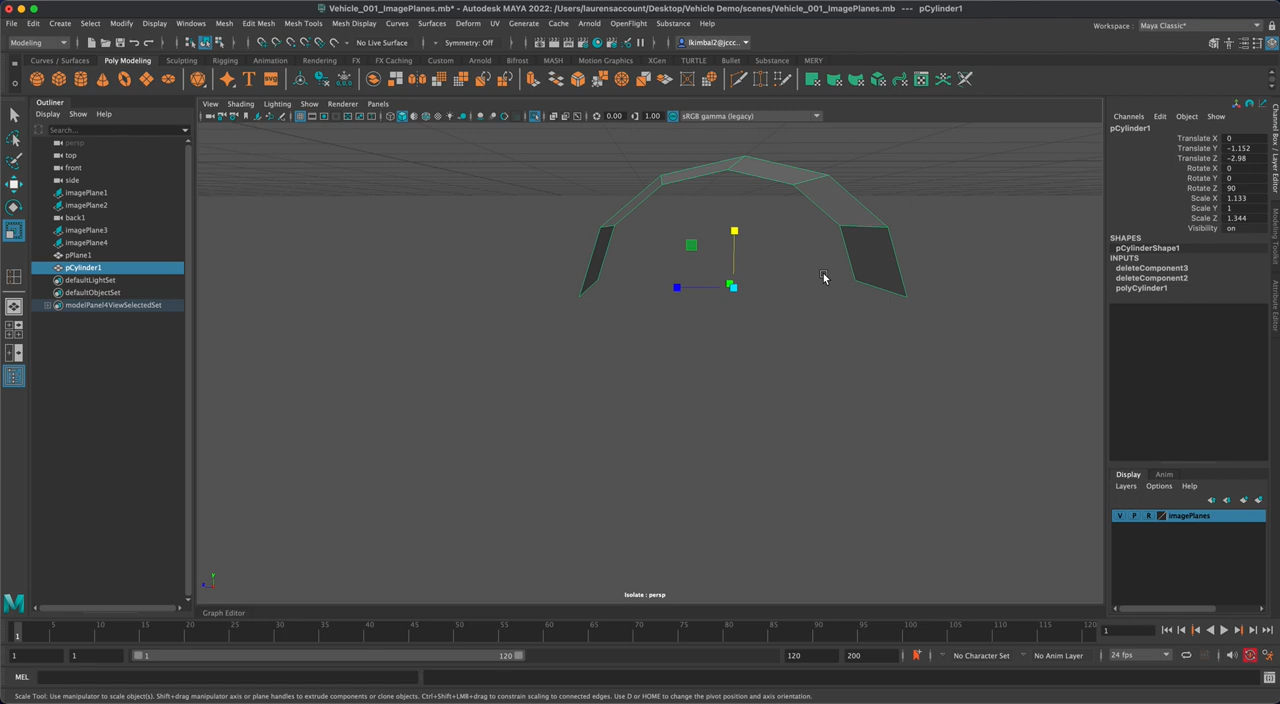 Vehicle_001_ImagePlanes.mb* - Autodesk MAYA 2022: /Users/laurensaccount/Desktop/Vehicle Demo/scenes/Vehicle_001_ImagePlanes.mb --- pCylinder1
File Edit Create Select Modify Display Windows Mesh Edit Mesh Mesh Tools Mesh Display Curves Surfaces Deform UV Generate Cache Arnold OpenFlight Substance Help
Workspace : Maya Classic*
Modeling No Live Surface Symmetry: Off lkimbal2@jccc...
Curves / Surfaces Poly Modeling Sculpting Rigging Animation Rendering FX FX Caching Custom Arnold Bifrost MASH Motion Graphics XGen TURTLE Bullet Substance MERY
Outliner
Display Show Help
Search...
persp
top
front
side
imagePlane1
imagePlane2
back1
imagePlane3
imagePlane4
pPlane1
pCylinder1
defaultLightSet
defaultObjectSet
modelPanel4ViewSelectedSet
View Shading Lighting Show Renderer Panels
0.00 1.00 sRGB gamma (legacy)
Isolate : persp
Channels Edit Object Show
pCylinder1
Translate X 0
Translate Y -1.152
Translate Z -2.98
Rotate X 0
Rotate Y 0
Rotate Z 90
Scale X 1.133
Scale Y 1
Scale Z 1.344
Visibility on
SHAPES
pCylinderShape1
INPUTS
deleteComponent3
deleteComponent2
polyCylinder1
Channel Box / Layer Editor
Modeling Toolkit
Attribute Editor
Display Anim
Layers Options Help
V P R imagePlanes
Graph Editor
5 10 15 20 25 30 35 40 45 50 55 60 65 70 75 80 85 90 95 100 105 110 115 120
1 1
1 1 1 120 120 200 No Character Set No Anim Layer 24 fps
MEL
Scale Tool: Use manipulator to scale object(s). Shift+drag manipulator axis or plane handles to extrude components or clone objects. Ctrl+Shift+LMB+drag to constrain scaling to connected edges. Use D or HOME to change the pivot position and axis orientation.